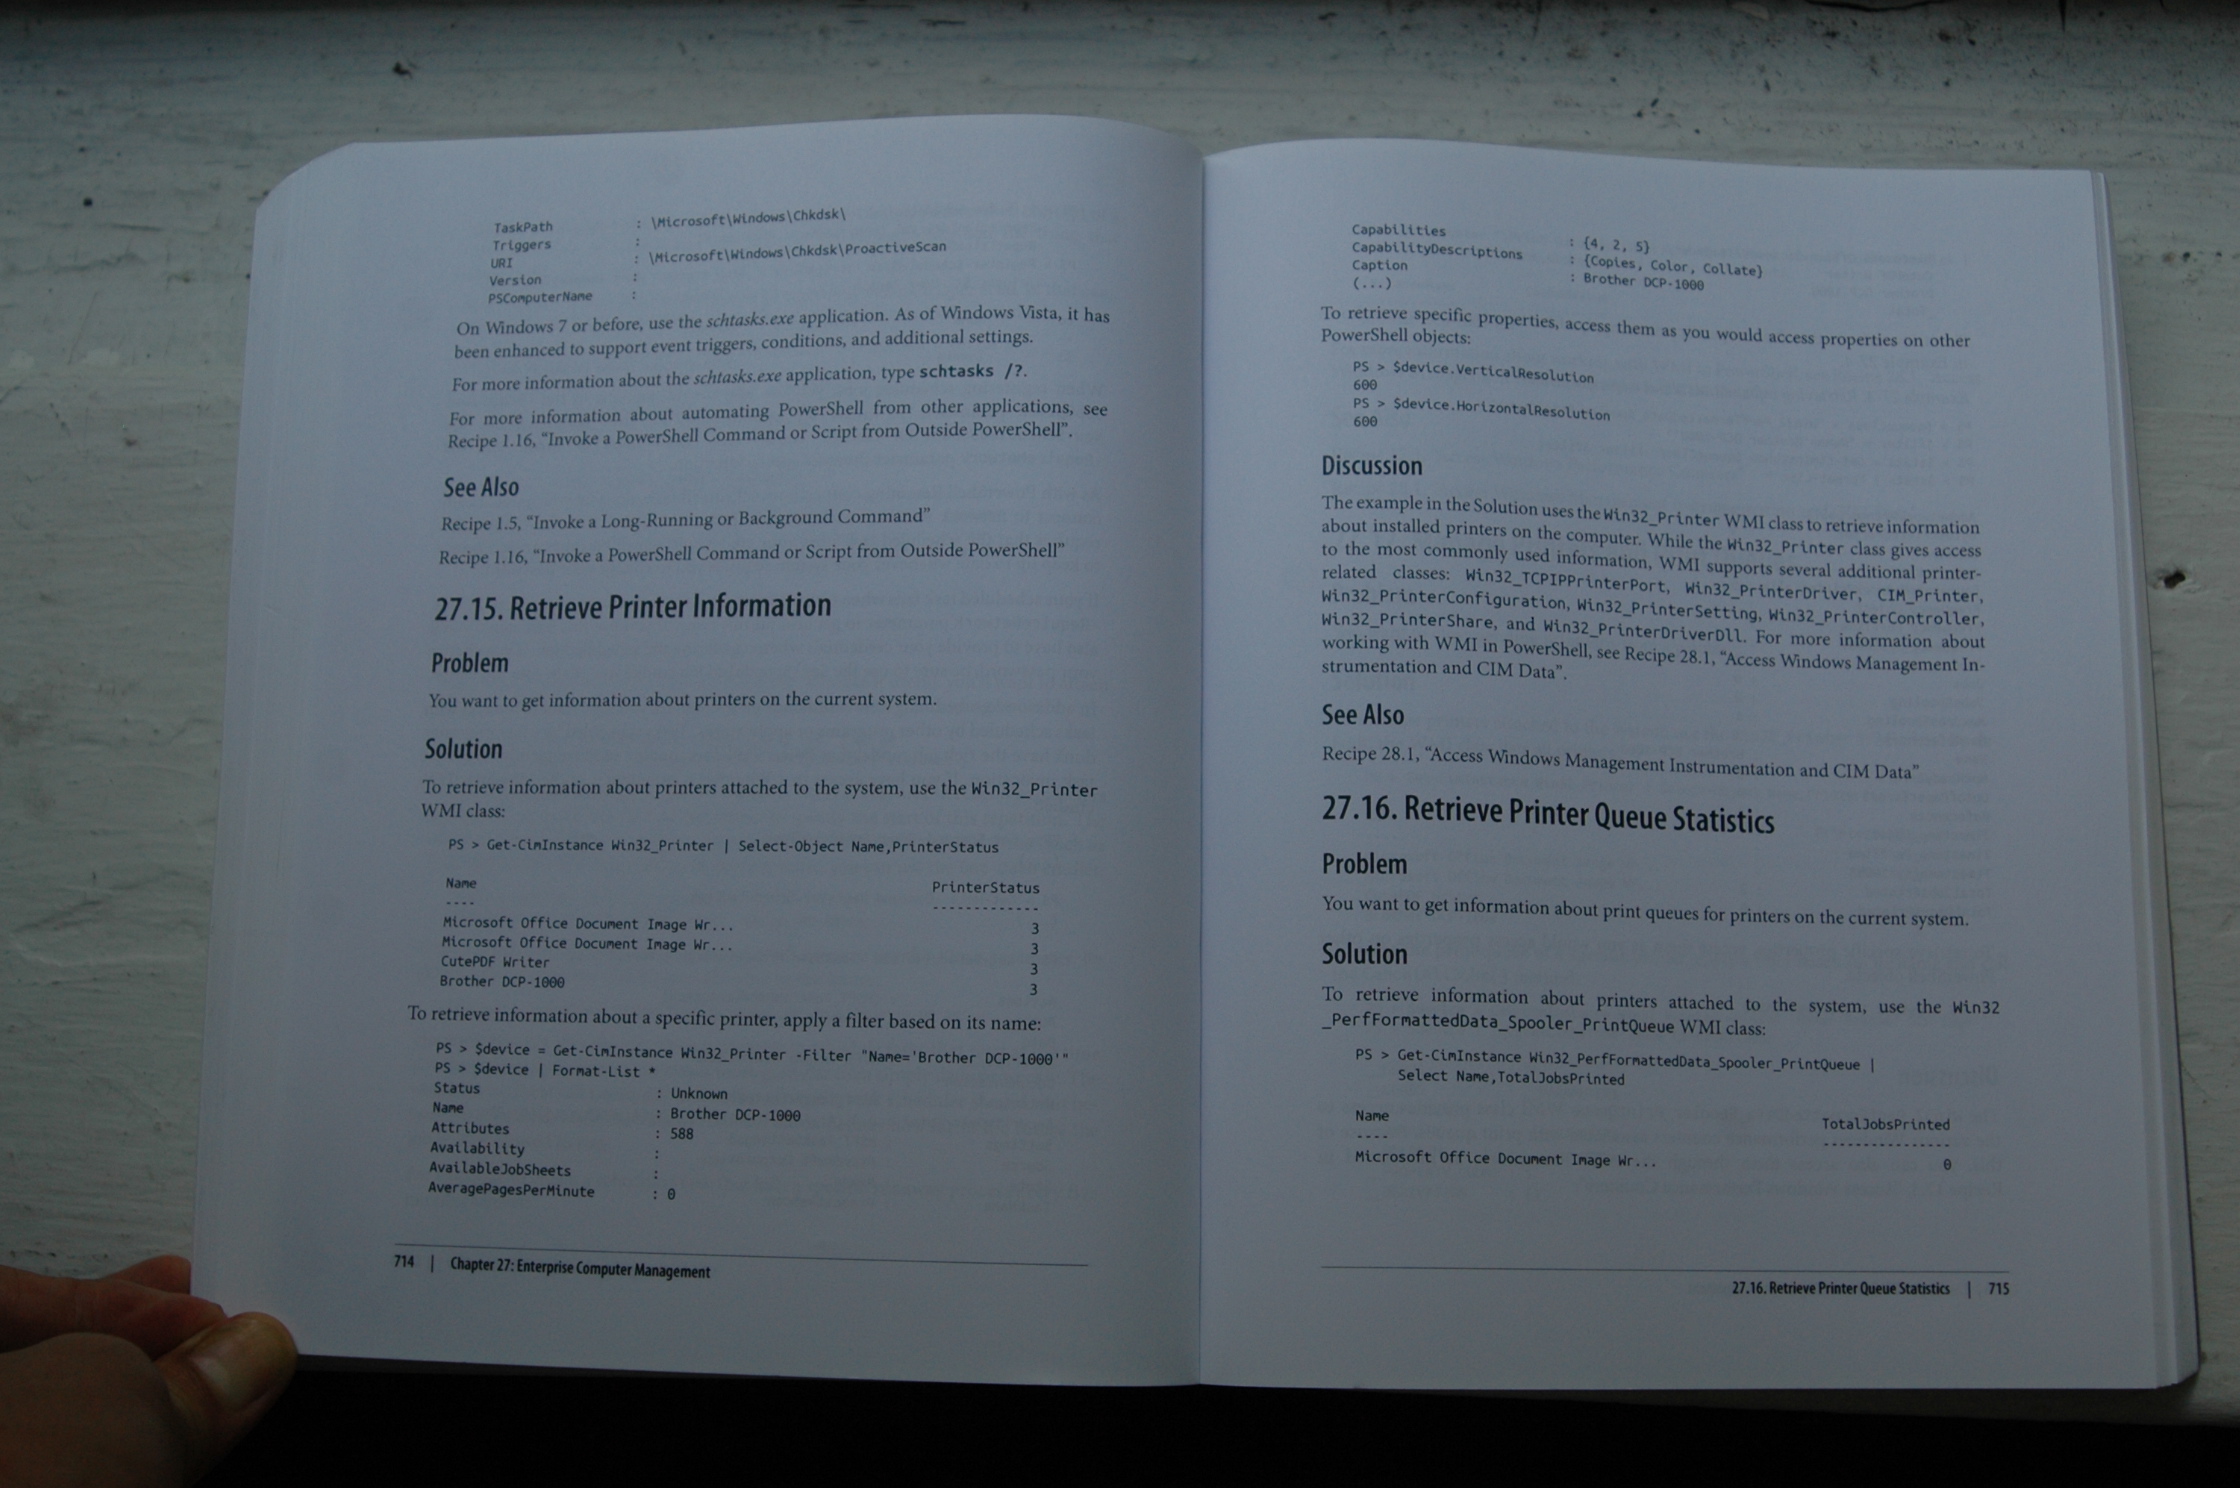 TaskPath : \Microsoft\Windows\Chkdsk\
Triggers :
URI : \Microsoft\Windows\Chkdsk\ProactiveScan
Version :
PSComputerName :
On Windows 7 or before, use the schtasks.exe application. As of Windows Vista, it has
been enhanced to support event triggers, conditions, and additional settings.
For more information about the schtasks.exe application, type schtasks /?.
For more information about automating PowerShell from other applications, see
Recipe 1.16, “Invoke a PowerShell Command or Script from Outside PowerShell”.
See Also
Recipe 1.5, “Invoke a Long-Running or Background Command”
Recipe 1.16, “Invoke a PowerShell Command or Script from Outside PowerShell”
27.15. Retrieve Printer Information
Problem
You want to get information about printers on the current system.
Solution
To retrieve information about printers attached to the system, use the Win32_Printer
WMI class:
PS > Get-CimInstance Win32_Printer | Select-Object Name,PrinterStatus
Name PrinterStatus
---- -------------
Microsoft Office Document Image Wr... 3
Microsoft Office Document Image Wr... 3
CutePDF Writer 3
Brother DCP-1000 3
To retrieve information about a specific printer, apply a filter based on its name:
PS > $device = Get-CimInstance Win32_Printer -Filter "Name='Brother DCP-1000'"
PS > $device | Format-List *
Status : Unknown
Name : Brother DCP-1000
Attributes : 588
Availability :
AvailableJobSheets :
AveragePagesPerMinute : 0
714 | Chapter 27: Enterprise Computer Management
Capabilities : {4, 2, 5}
CapabilityDescriptions : {Copies, Color, Collate}
Caption : Brother DCP-1000
(...)
To retrieve specific properties, access them as you would access properties on other
PowerShell objects:
PS > $device.VerticalResolution
600
PS > $device.HorizontalResolution
600
Discussion
The example in the Solution uses the Win32_Printer WMI class to retrieve information
about installed printers on the computer. While the Win32_Printer class gives access
to the most commonly used information, WMI supports several additional printer-
related classes: Win32_TCPIPPrinterPort, Win32_PrinterDriver, CIM_Printer,
Win32_PrinterConfiguration, Win32_PrinterSetting, Win32_PrinterController,
Win32_PrinterShare, and Win32_PrinterDriverDll. For more information about
working with WMI in PowerShell, see Recipe 28.1, “Access Windows Management In-
strumentation and CIM Data”.
See Also
Recipe 28.1, “Access Windows Management Instrumentation and CIM Data”
27.16. Retrieve Printer Queue Statistics
Problem
You want to get information about print queues for printers on the current system.
Solution
To retrieve information about printers attached to the system, use the Win32
_PerfFormattedData_Spooler_PrintQueue WMI class:
PS > Get-CimInstance Win32_PerfFormattedData_Spooler_PrintQueue |
Select Name,TotalJobsPrinted
Name TotalJobsPrinted
---- ----------------
Microsoft Office Document Image Wr... 0
27.16. Retrieve Printer Queue Statistics | 715